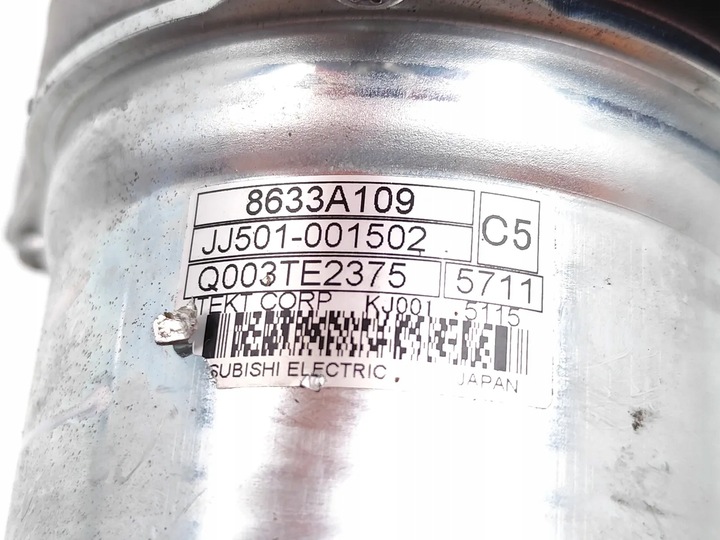 8633A109
C5
JJ501-001502
Q003TE2375 5711
TEKT CORP KJ001 .5115
SUBISHI ELECTRIC JAPAN